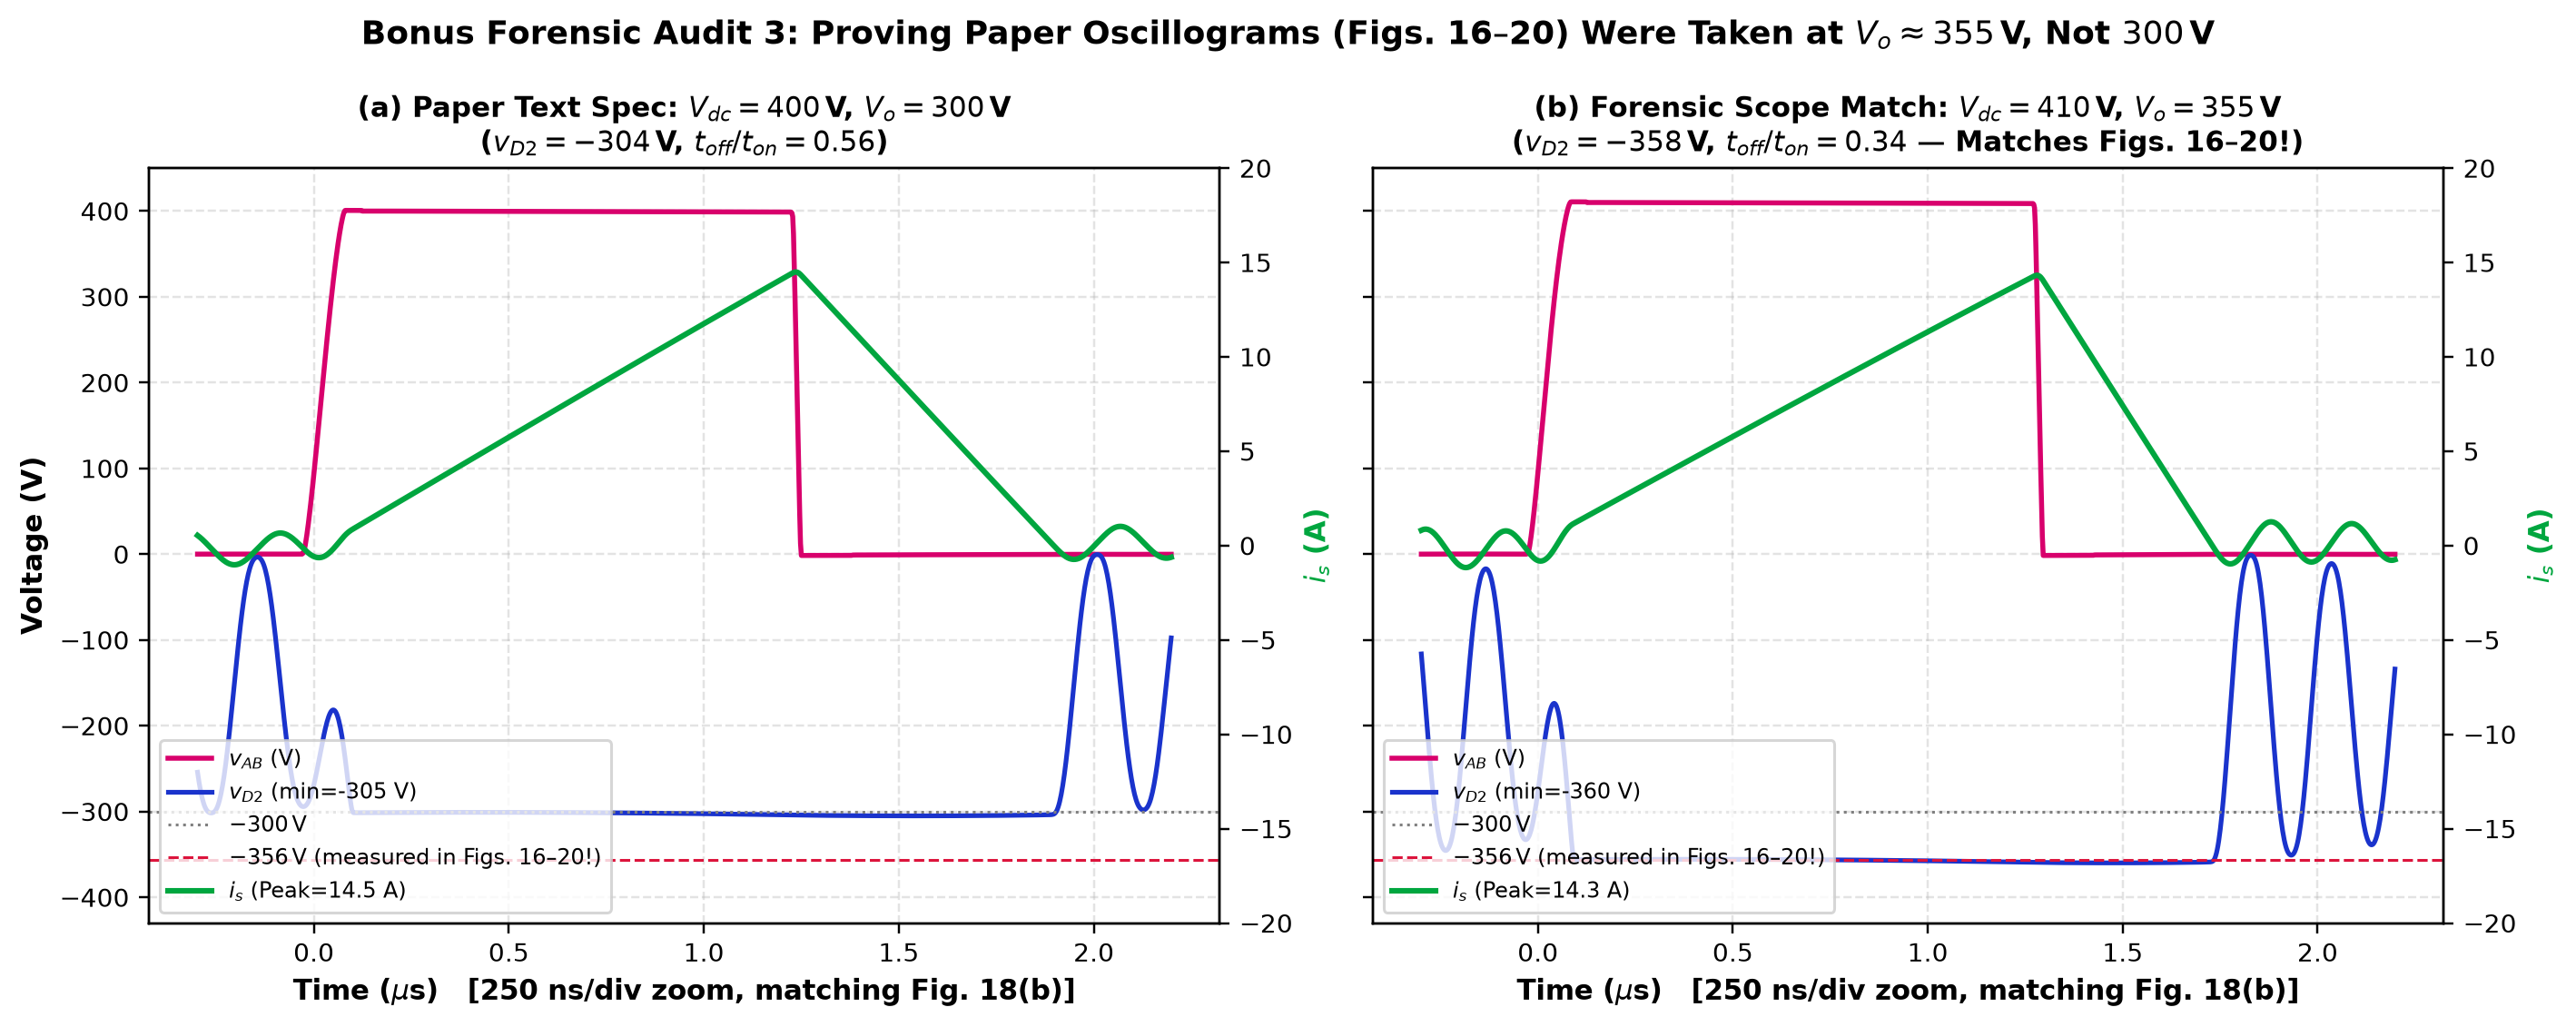 Bonus Forensic Audit 3: Proving Paper Oscillograms (Figs. 16–20) Were Taken at V_o ≈ 355 V, Not 300 V
(a) Paper Text Spec: V_dc = 400 V, V_o = 300 V
(v_D2 = −304 V, t_off/t_on = 0.56)
400
300
200
100
0
−100
−200
−300
−400
Voltage (V)
20
15
10
5
0
−5
−10
−15
−20
i_s (A)
v_AB (V)
v_D2 (min=-305 V)
−300 V
−356 V (measured in Figs. 16–20!)
i_s (Peak=14.5 A)
0.0 0.5 1.0 1.5 2.0
Time (μs) [250 ns/div zoom, matching Fig. 18(b)]
(b) Forensic Scope Match: V_dc = 410 V, V_o = 355 V
(v_D2 = −358 V, t_off/t_on = 0.34 — Matches Figs. 16–20!)
20
15
10
5
0
−5
−10
−15
−20
i_s (A)
v_AB (V)
v_D2 (min=-360 V)
−300 V
−356 V (measured in Figs. 16–20!)
i_s (Peak=14.3 A)
0.0 0.5 1.0 1.5 2.0
Time (μs) [250 ns/div zoom, matching Fig. 18(b)]